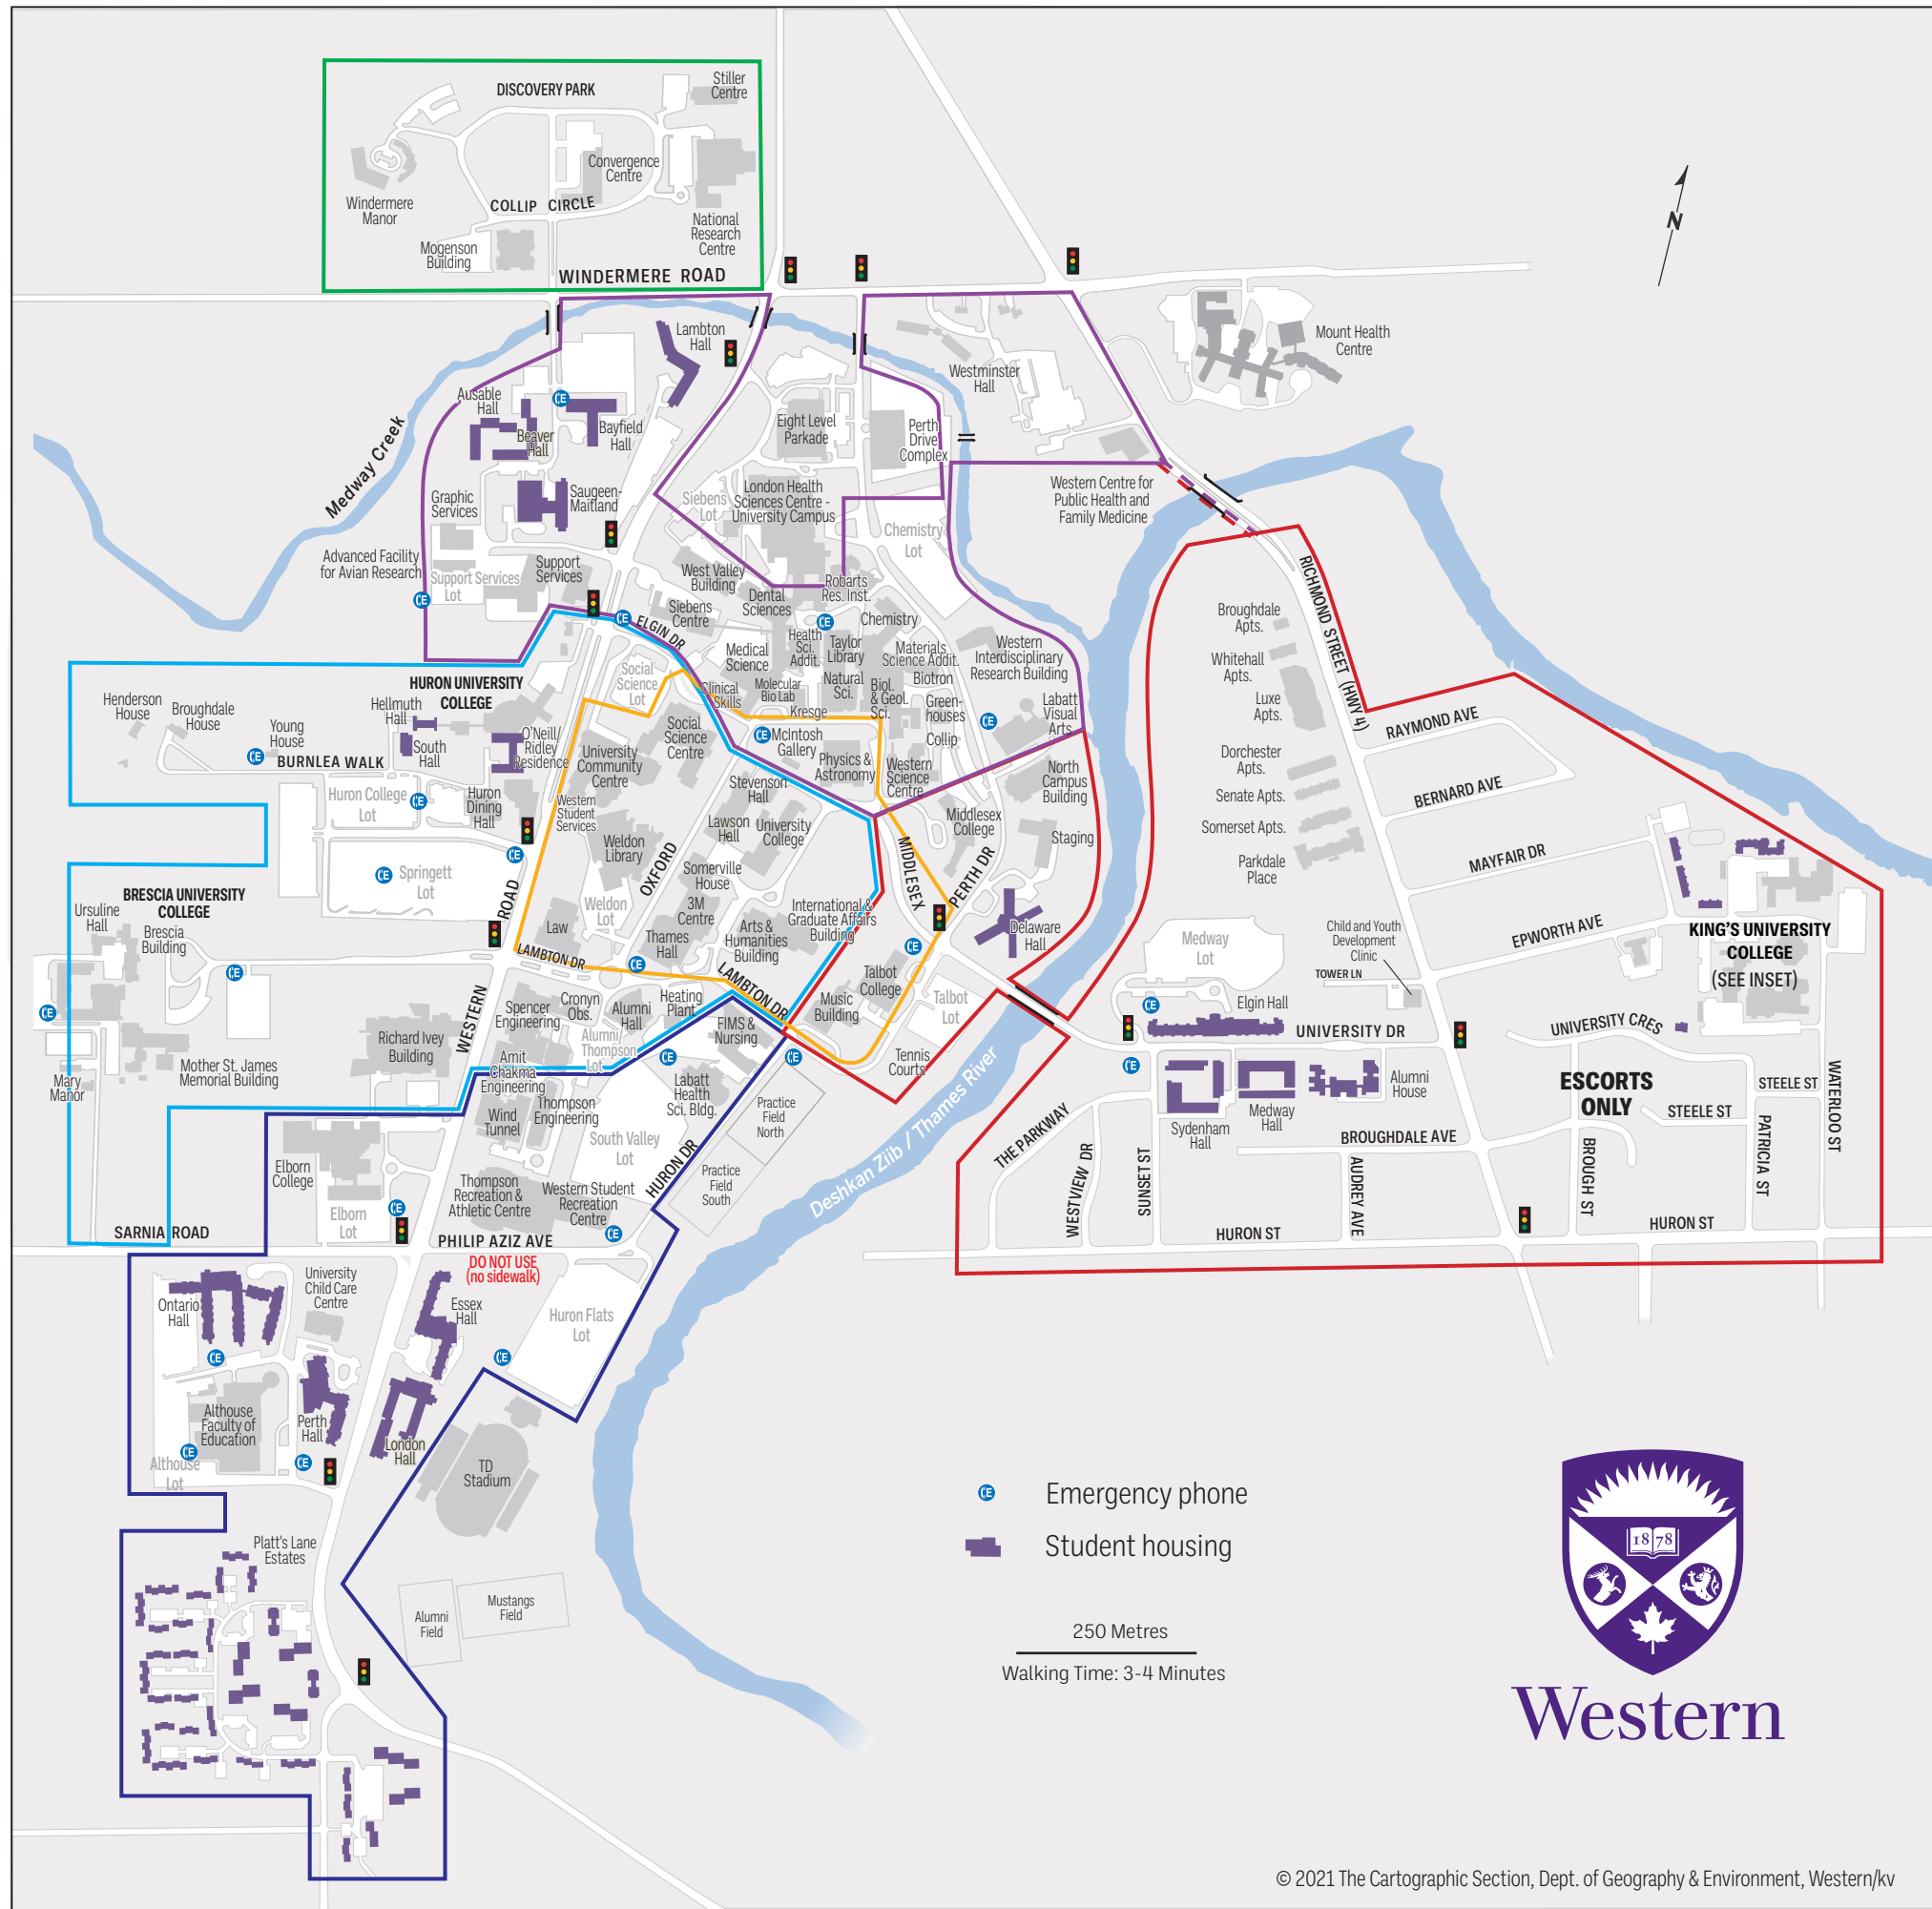 DISCOVERY PARK
Stiller
Centre
Convergence
Centre
Windermere
Manor
COLLIP CIRCLE
National
Research
Centre
Mogenson
Building
WINDERMERE ROAD
N
Lambton
Hall
Mount Health
Centre
Westminster
Hall
Ausable
Hall
Beaver
Hall
Bayfield
Hall
Eight Level
Parkade
Perth
Drive
Complex
Medway Creek
Graphic
Services
Saugeen-
Maitland
Siebens
Lot
London Health
Sciences Centre -
University Campus
Western Centre for
Public Health and
Family Medicine
Chemistry
Lot
Advanced Facility
for Avian Research
Support Services
Lot
Support
Services
West Valley
Building
Dental
Sciences
Robarts
Res. Inst.
RICHMOND STREET (HWY 4)
Siebens
Centre
ELGIN DR
Chemistry
Broughdale
Apts.
Medical
Science
Health
Sci.
Addit.
Taylor
Library
Materials
Science Addit.
Biotron
Western
Interdisciplinary
Research Building
Whitehall
Apts.
Social
Science
Lot
Clinical
Skills
Molecular
Bio Lab
Natural
Sci.
Biol.
& Geol.
Sci.
Green-
houses
Labatt
Visual
Arts
Luxe
Apts.
HURON UNIVERSITY
COLLEGE
Henderson
House
Broughdale
House
Young
House
Hellmuth
Hall
South
Hall
O'Neill/
Ridley
Residence
BURNLEA WALK
Kresge
Collip
RAYMOND AVE
University
Community
Centre
Social
Science
Centre
McIntosh
Gallery
Physics &
Astronomy
Western
Science
Centre
North
Campus
Building
Dorchester
Apts.
Senate Apts.
BERNARD AVE
Huron College
Lot
Huron
Dining
Hall
Western
Student
Services
Stevenson
Hall
Lawson
Hall
University
College
Middlesex
College
Staging
Somerset Apts.
Parkdale
Place
MAYFAIR DR
Weldon
Library
OXFORD
Somerville
House
MIDDLESEX
PERTH DR
Springett
Lot
BRESCIA UNIVERSITY
COLLEGE
Ursuline
Hall
Brescia
Building
ROAD
Weldon
Lot
Law
3M
Centre
Thames
Hall
Arts &
Humanities
Building
International &
Graduate Affairs
Building
Delaware
Hall
Medway
Lot
Child and Youth
Development
Clinic
TOWER LN
EPWORTH AVE
KING'S UNIVERSITY
COLLEGE
(SEE INSET)
LAMBTON DR
LAMBTON DR
Talbot
College
Talbot
Lot
Music
Building
Elgin Hall
UNIVERSITY DR
UNIVERSITY CRES
WESTERN
Spencer
Engineering
Cronyn
Obs.
Alumni
Hall
Heating
Plant
FIMS &
Nursing
Alumni/
Thompson
Lot
Richard Ivey
Building
Amit
Chakma
Engineering
Tennis
Courts
Mother St. James
Memorial Building
Mary
Manor
Labatt
Health
Sci. Bldg.
Thompson
Engineering
Wind
Tunnel
Practice
Field
North
Deshkan Ziib / Thames River
THE PARKWAY
Sydenham
Hall
Medway
Hall
Alumni
House
ESCORTS
ONLY
STEELE ST
STEELE ST
WATERLOO ST
South Valley
Lot
HURON DR
Practice
Field
South
WESTVIEW DR
SUNSET ST
BROUGHDALE AVE
AUDREY AVE
BROUGH ST
PATRICIA ST
Elborn
College
Elborn
Lot
Thompson
Recreation &
Athletic Centre
Western Student
Recreation
Centre
SARNIA ROAD
PHILIP AZIZ AVE
HURON ST
HURON ST
DO NOT USE
(no sidewalk)
Ontario
Hall
University
Child Care
Centre
Essex
Hall
Huron Flats
Lot
Althouse
Faculty of
Education
Perth
Hall
London
Hall
Althouse
Lot
TD
Stadium
CE Emergency phone
Student housing
Platt's Lane
Estates
Alumni
Field
Mustangs
Field
250 Metres
Walking Time: 3-4 Minutes
18 78
Western
© 2021 The Cartographic Section, Dept. of Geography & Environment, Western/kv